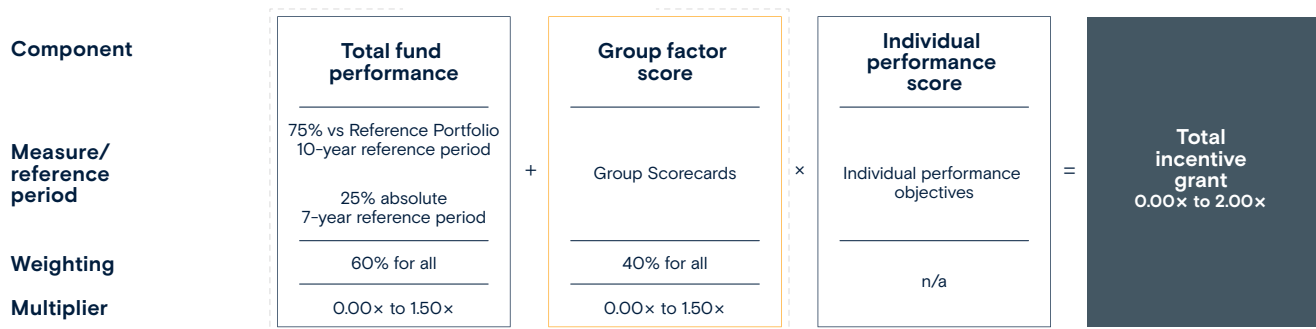 Component
Total fund
performance
Group factor
score
Individual
performance
score
Measure/
reference
period
75% vs Reference Portfolio
10-year reference period
25% absolute
7-year reference period
+
Group Scorecards
×
Individual performance
objectives
=
Total
incentive
grant
0.00× to 2.00×
Weighting
60% for all
40% for all
n/a
Multiplier
0.00× to 1.50×
0.00× to 1.50×